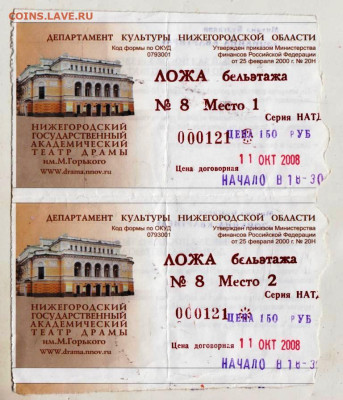 COINS.LAVE.RU
ДЕПАРТАМЕНТ КУЛЬТУРЫ НИЖЕГОРОДСКОЙ ОБЛАСТИ
Код формы по ОКУД
0793001
Утвержден приказом Министерства
финансов Российской Федерации
от 25 февраля 2000 г. № 20Н
ЛОЖА бельэтажа
№ 8 Место 1
Серия НАТД
000121
ЦЕНА 150 РУБ
НИЖЕГОРОДСКИЙ
ГОСУДАРСТВЕННЫЙ
АКАДЕМИЧЕСКИЙ
ТЕАТР ДРАМЫ
им.М.Горького
www.drama.nnov.ru
Цена договорная
11 ОКТ 2008
НАЧАЛО В 18-30
ДЕПАРТАМЕНТ КУЛЬТУРЫ НИЖЕГОРОДСКОЙ ОБЛАСТИ
Код формы по ОКУД
0793001
Утвержден приказом Министерства
финансов Российской Федерации
от 25 февраля 2000 г. № 20Н
ЛОЖА бельэтажа
№ 8 Место 2
Серия НАТД
000121
ЦЕНА 150 РУБ
НИЖЕГОРОДСКИЙ
ГОСУДАРСТВЕННЫЙ
АКАДЕМИЧЕСКИЙ
ТЕАТР ДРАМЫ
им.М.Горького
www.drama.nnov.ru
Цена договорная
11 ОКТ 2008
НАЧАЛО В 18-3